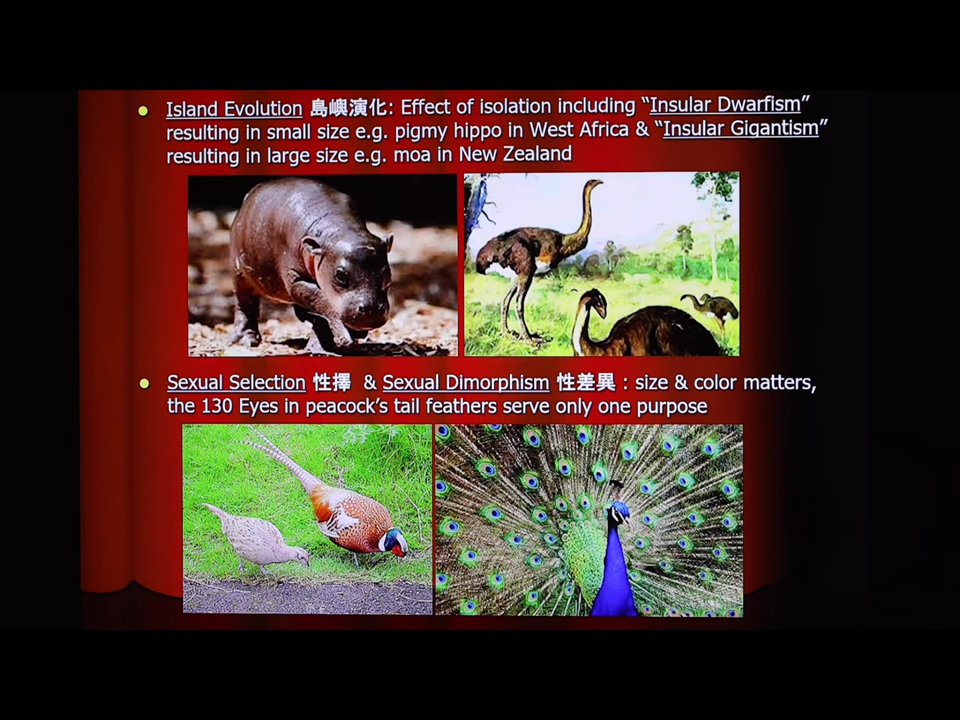 Island Evolution 島嶼演化: Effect of isolation including “Insular Dwarfism”
resulting in small size e.g. pigmy hippo in West Africa & “Insular Gigantism”
resulting in large size e.g. moa in New Zealand
Sexual Selection 性擇 & Sexual Dimorphism 性差異 : size & color matters,
the 130 Eyes in peacock’s tail feathers serve only one purpose